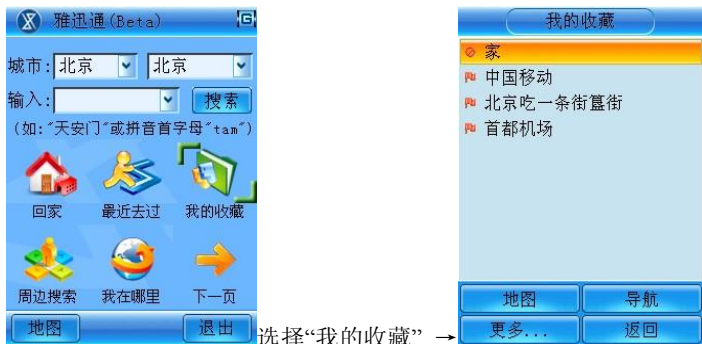 雅迅通(Beta)
城市: 北京 北京
输入: 搜索
(如:"天安门"或拼音首字母"tam")
回家 最近去过 我的收藏
周边搜索 我在哪里 下一页
地图 退出
选择“我的收藏” →
我的收藏
家
中国移动
北京吃一条街簋街
首都机场
地图 导航
更多... 返回